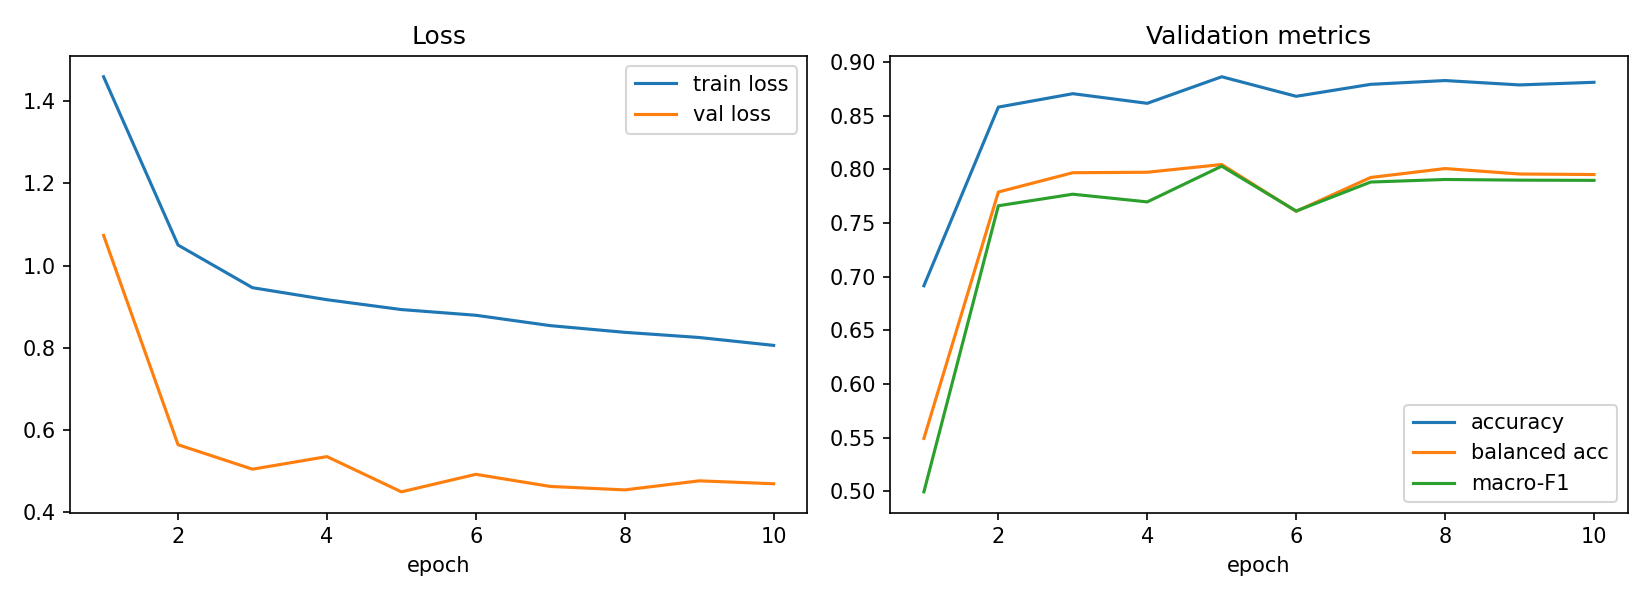 Loss
1.4
1.2
1.0
0.8
0.6
0.4
2 4 6 8 10
epoch
train loss
val loss
Validation metrics
0.90
0.85
0.80
0.75
0.70
0.65
0.60
0.55
0.50
2 4 6 8 10
epoch
accuracy
balanced acc
macro-F1